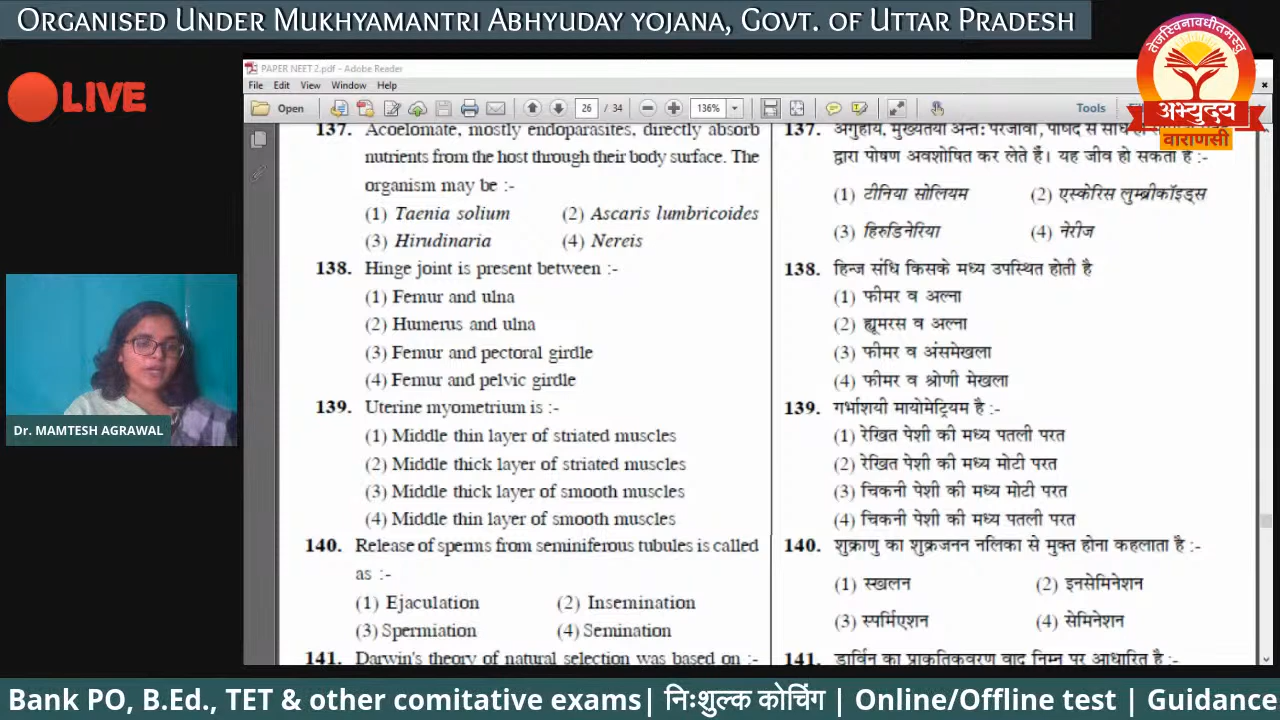 ORGANISED UNDER MUKHYAMANTRI ABHYUDAY YOJANA, GOVT. OF UTTAR PRADESH
तेजस्विनावधीतमस्तु
अभ्युदय
वाराणसी
LIVE
PAPER NEET 2.pdf - Adobe Reader
File Edit View Window Help
Open 26 / 34 136% Tools
137. Acoelomate, mostly endoparasites, directly absorb
nutrients from the host through their body surface. The
organism may be :-
(1) Taenia solium (2) Ascaris lumbricoides
(3) Hirudinaria (4) Nereis
138. Hinge joint is present between :-
(1) Femur and ulna
(2) Humerus and ulna
(3) Femur and pectoral girdle
(4) Femur and pelvic girdle
139. Uterine myometrium is :-
(1) Middle thin layer of striated muscles
(2) Middle thick layer of striated muscles
(3) Middle thick layer of smooth muscles
(4) Middle thin layer of smooth muscles
140. Release of sperms from seminiferous tubules is called
as :-
(1) Ejaculation (2) Insemination
(3) Spermiation (4) Semination
141. Darwin's theory of natural selection was based on :-
137. अगुहीय, मुख्यतया अन्तः परजीवी, पोषद से सीधे ही
द्वारा पोषण अवशोषित कर लेते हैं। यह जीव हो सकता है :-
(1) टीनिया सोलियम (2) एस्केरिस लुम्ब्रीकॉइड्स
(3) हिरुडिनेरिया (4) नेरीज
138. हिन्ज संधि किसके मध्य उपस्थित होती है
(1) फीमर व अल्ना
(2) ह्यूमरस व अल्ना
(3) फीमर व अंसमेखला
(4) फीमर व श्रोणी मेखला
139. गर्भाशयी मायोमेट्रियम है :-
(1) रेखित पेशी की मध्य पतली परत
(2) रेखित पेशी की मध्य मोटी परत
(3) चिकनी पेशी की मध्य मोटी परत
(4) चिकनी पेशी की मध्य पतली परत
140. शुक्राणु का शुक्रजनन नलिका से मुक्त होना कहलाता है :-
(1) स्खलन (2) इनसेमिनेशन
(3) स्पर्मिएशन (4) सेमिनेशन
141. डार्विन का प्राकृतिकवरण वाद निम्न पर आधारित है :-
Dr. MAMTESH AGRAWAL
Bank PO, B.Ed., TET & other comitative exams| निःशुल्क कोचिंग | Online/Offline test | Guidance